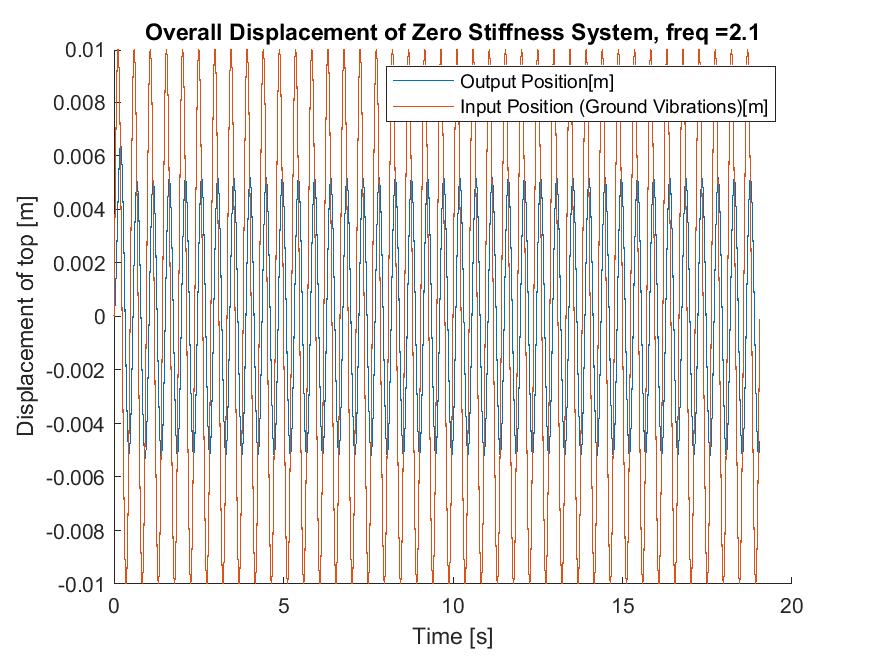 Overall Displacement of Zero Stiffness System, freq =2.1
0.01
0.008
0.006
0.004
0.002
0
-0.002
-0.004
-0.006
-0.008
-0.01
Displacement of top [m]
Output Position[m]
Input Position (Ground Vibrations)[m]
0 5 10 15 20
Time [s]